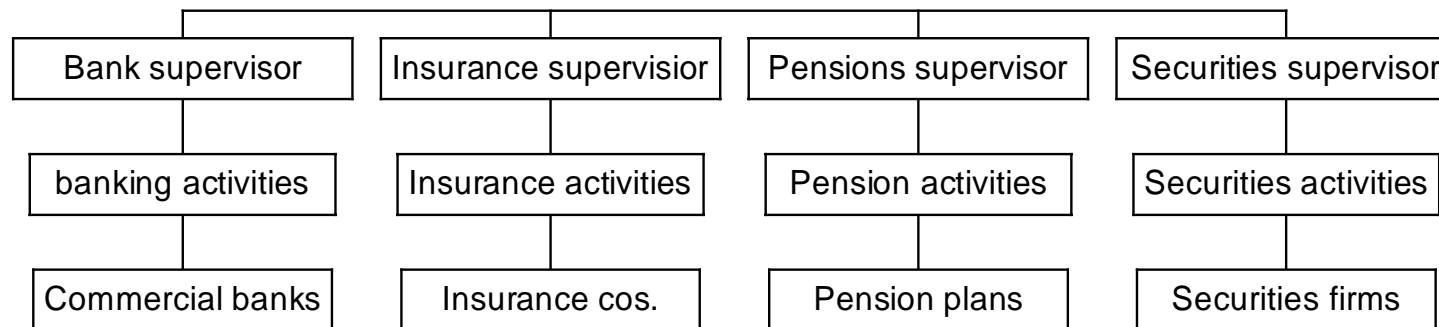 Bank supervisor
Insurance supervisior
Pensions supervisor
Securities supervisor
banking activities
Insurance activities
Pension activities
Securities activities
Commercial banks
Insurance cos.
Pension plans
Securities firms